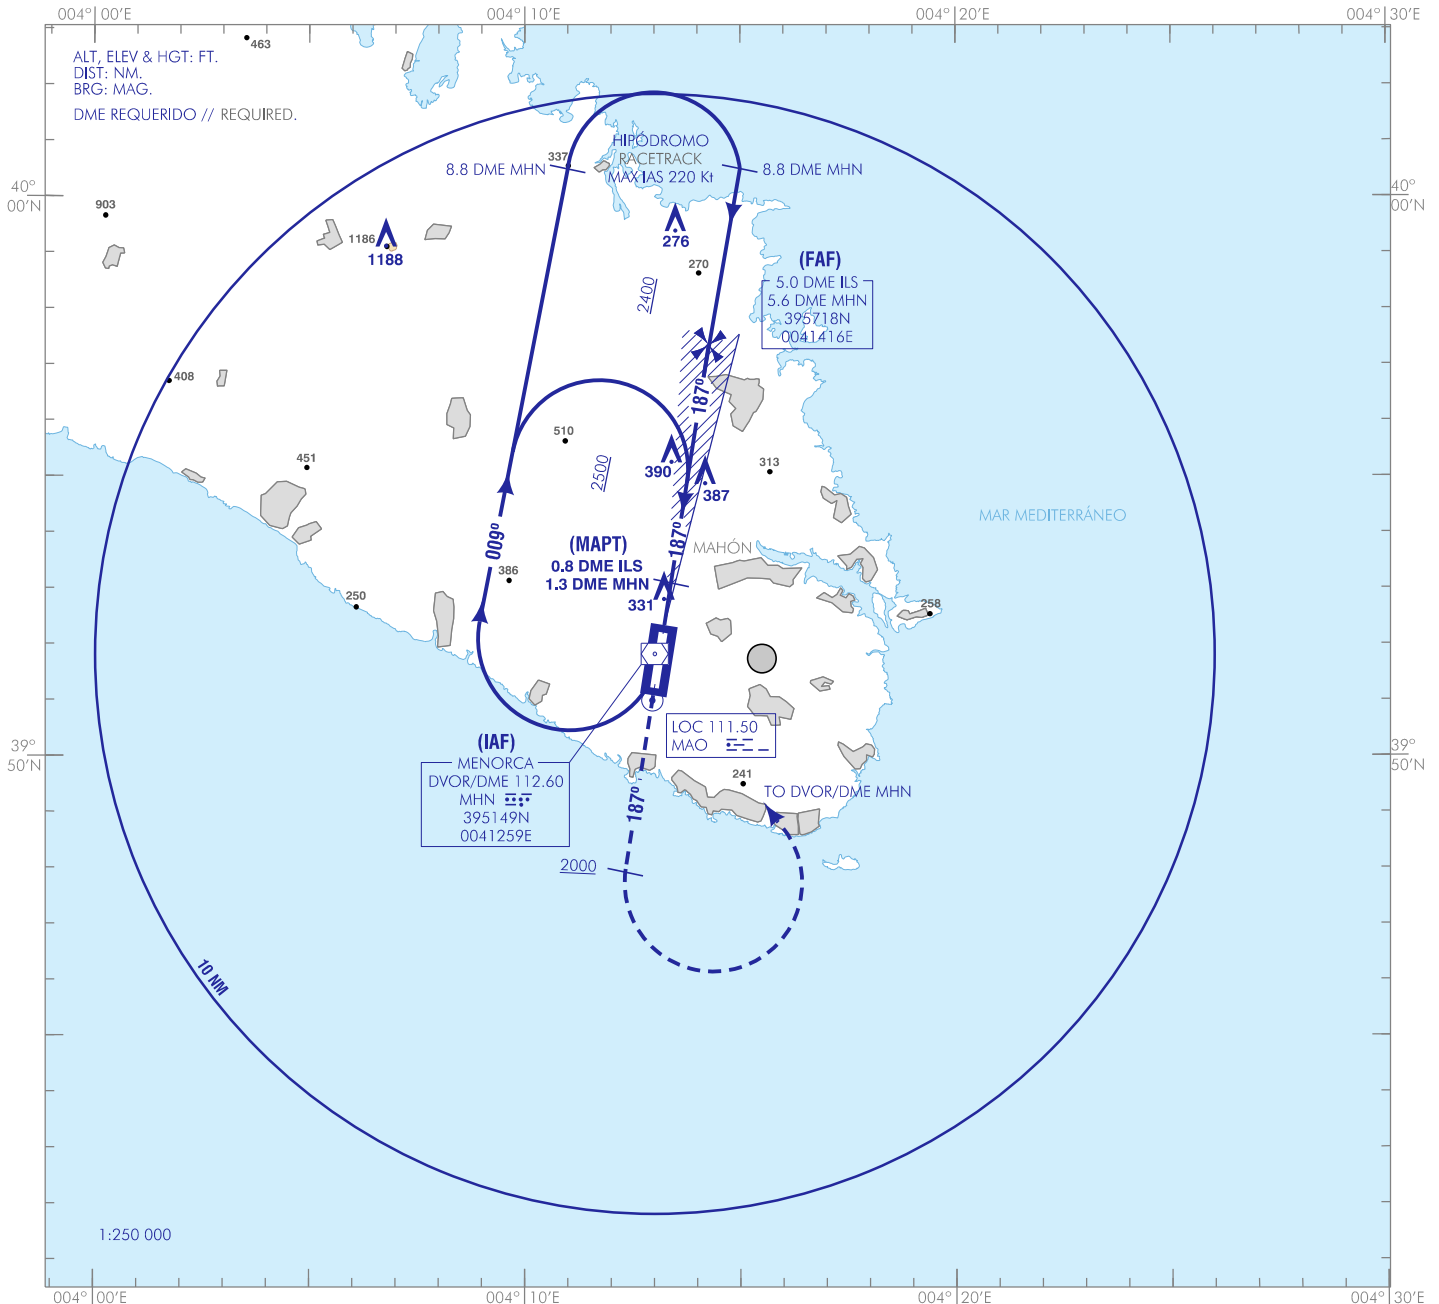 004° 00'E
004° 10'E
004° 20'E
004° 30'E
463
ALT, ELEV & HGT: FT.
DIST: NM.
BRG: MAG.
DME REQUERIDO // REQUIRED.
HIPÓDROMO
RACETRACK
MAX IAS 220 Kt
337
8.8 DME MHN
8.8 DME MHN
40°
00'N
40°
00'N
903
276
1186
1188
270
2400
(FAF)
5.0 DME ILS
5.6 DME MHN
395718N
0041416E
408
187º
510
451
2500
390
387
313
MAR MEDITERRÁNEO
009º
187º
(MAPT)
0.8 DME ILS
1.3 DME MHN
MAHÓN
386
331
250
258
LOC 111.50
MAO
(IAF)
MENORCA
DVOR/DME 112.60
MHN
395149N
0041259E
39°
50'N
39°
50'N
241
TO DVOR/DME MHN
187º
2000
10 NM
1:250 000
004° 00'E
004° 10'E
004° 20'E
004° 30'E